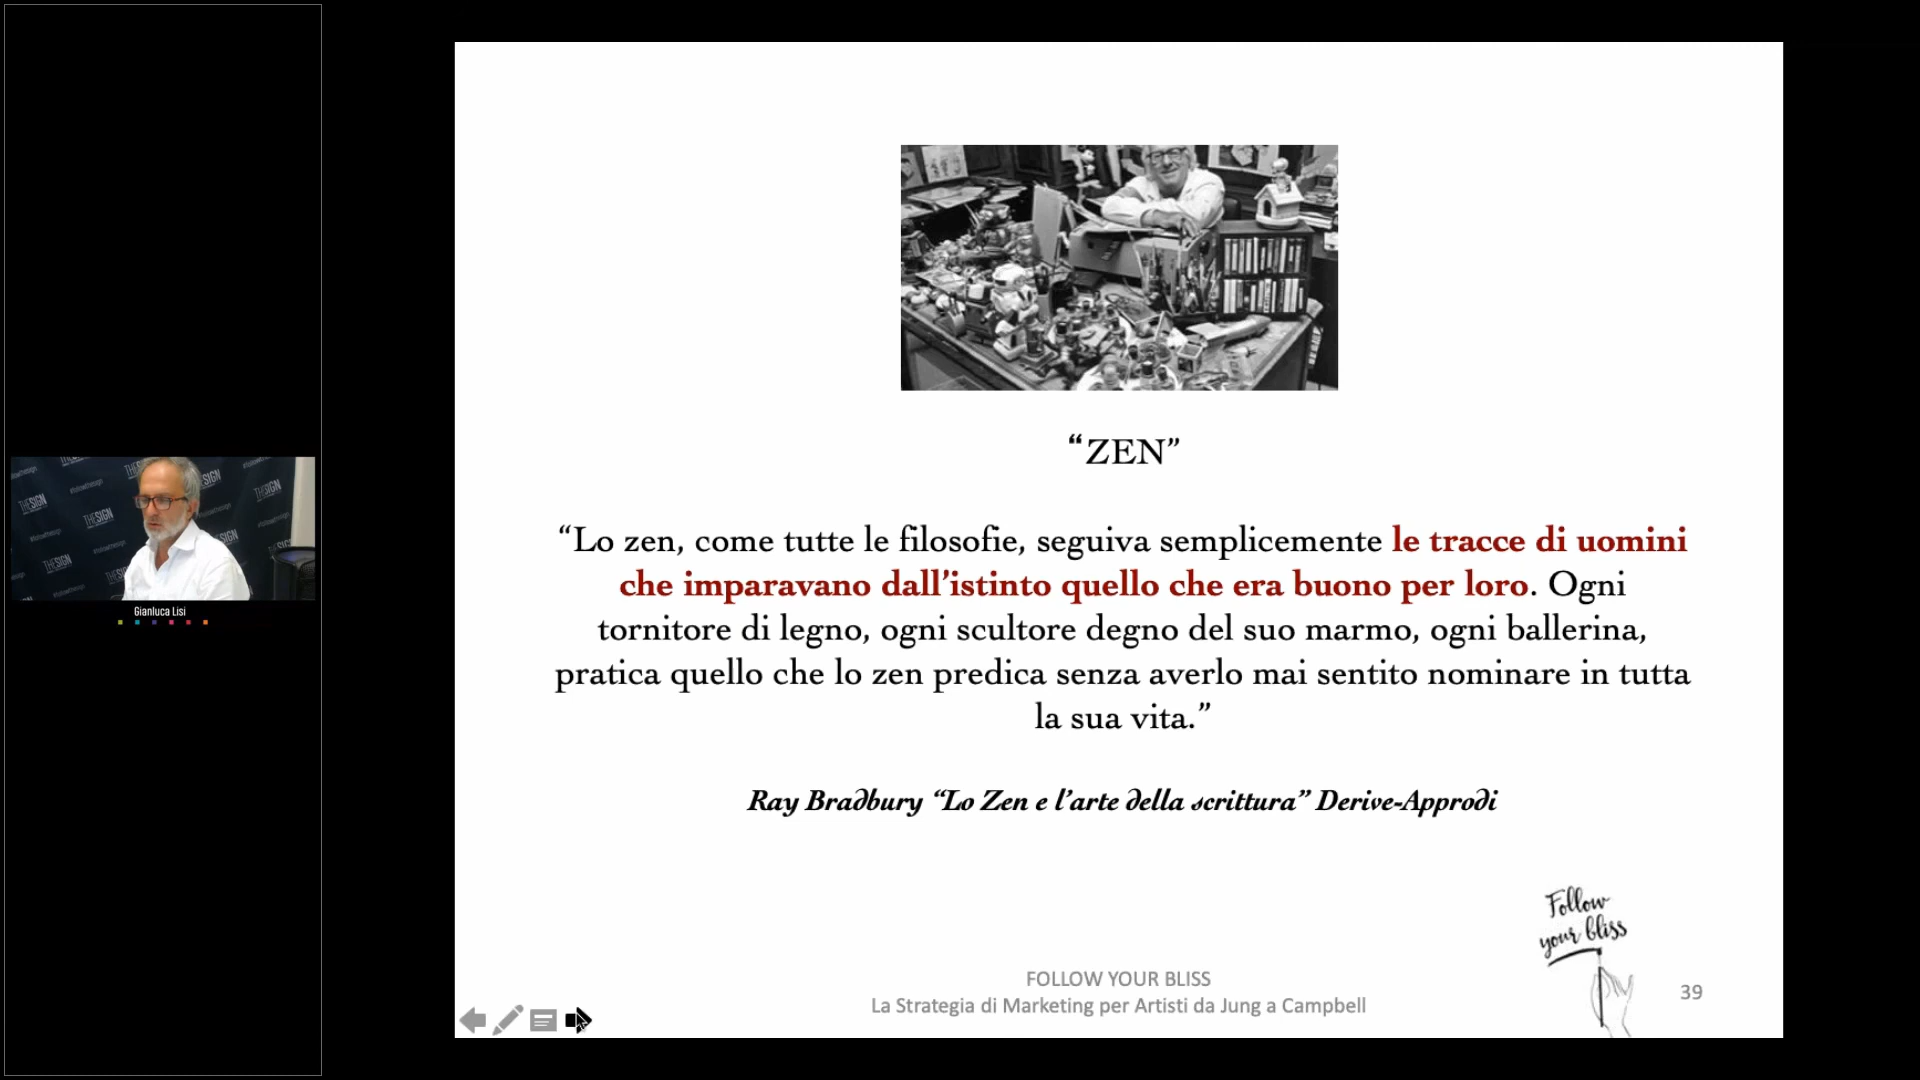 “ZEN”
“Lo zen, come tutte le filosofie, seguiva semplicemente le tracce di uomini
che imparavano dall’istinto quello che era buono per loro. Ogni
tornitore di legno, ogni scultore degno del suo marmo, ogni ballerina,
pratica quello che lo zen predica senza averlo mai sentito nominare in tutta
la sua vita.”
Ray Bradbury “Lo Zen e l’arte della scrittura” Derive-Approdi
Follow
your bliss
FOLLOW YOUR BLISS
La Strategia di Marketing per Artisti da Jung a Campbell
39
THESIGN
THESIGN
THESIGN
Gianluca Lisi